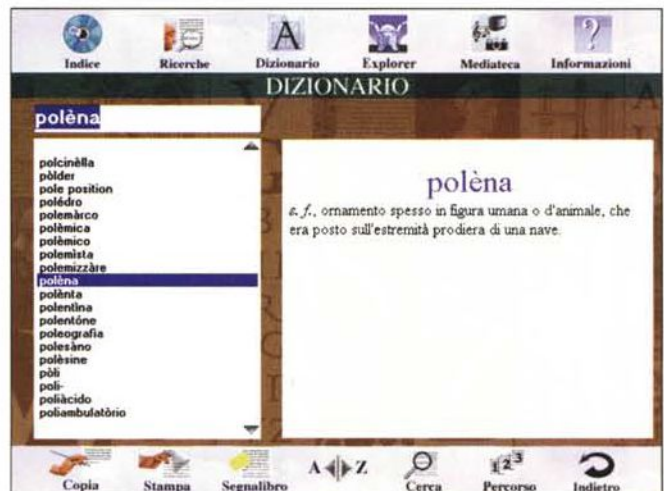 Indice Ricerche Dizionario Explorer Mediateca Informazioni
DIZIONARIO
polèna
polcinèlla
pòlder
pole position
polédro
polemàrco
polèmica
polèmico
polemìsta
polemizzàre
polèna
polènta
polentìna
polentóne
poleografia
polesàno
polèsine
pòli
poli-
poliàcido
poliambulatòrio
polèna
s. f., ornamento spesso in figura umana o d'animale, che
era posto sull'estremità prodiera di una nave.
Copia Stampa Segnalibro A Z Cerca Percorso Indietro